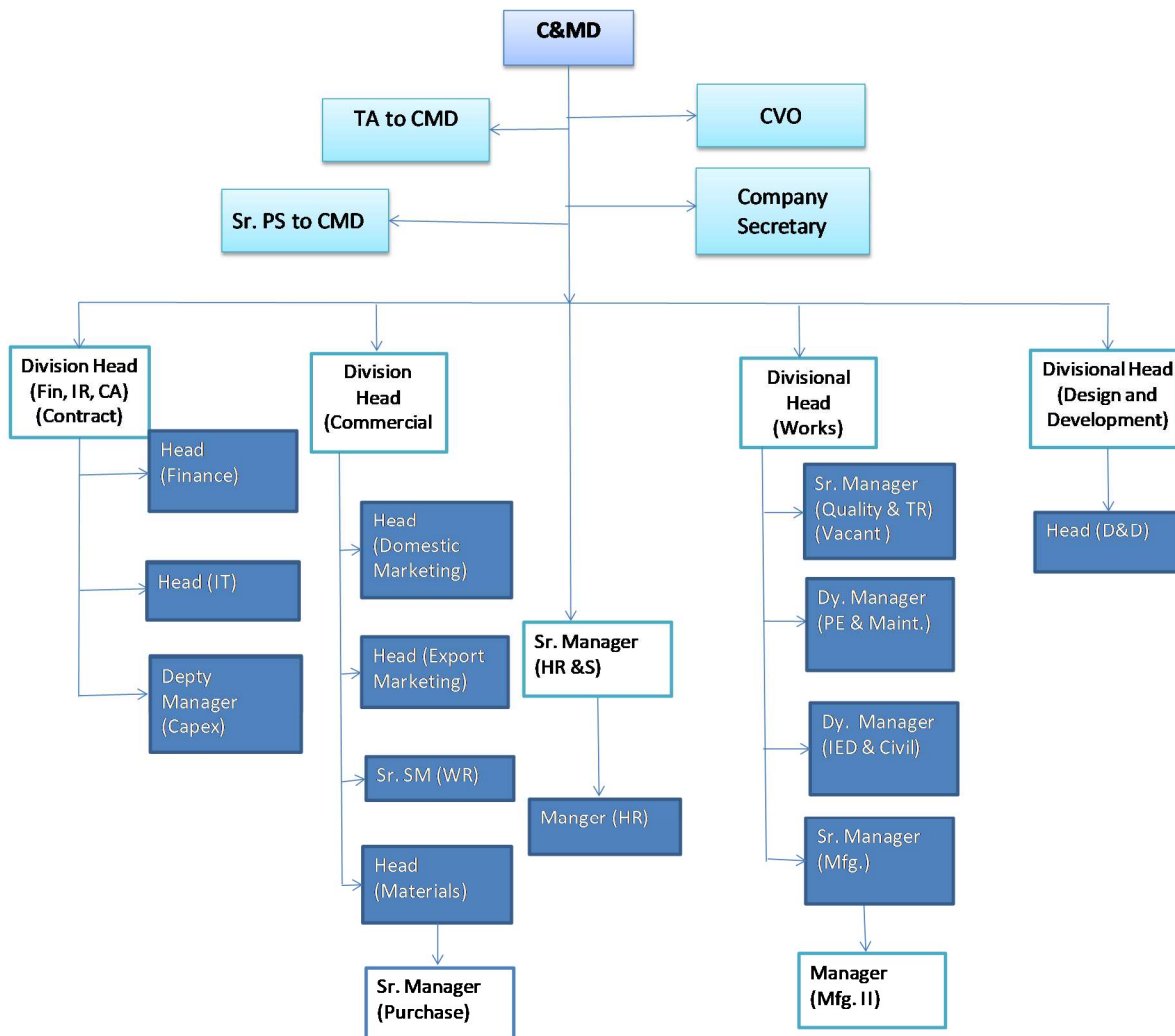 C&MD
TA to CMD
CVO
Sr. PS to CMD
Company
Secretary
Division Head
(Fin, IR, CA)
(Contract)
Head
(Finance)
Head (IT)
Depty
Manager
(Capex)
Division
Head
(Commercial
Head
(Domestic
Marketing)
Head (Export
Marketing)
Sr. SM (WR)
Head
(Materials)
Sr. Manager
(Purchase)
Sr. Manager
(HR &S)
Manger (HR)
Divisional
Head
(Works)
Sr. Manager
(Quality & TR)
(Vacant )
Dy. Manager
(PE & Maint.)
Dy. Manager
(IED & Civil)
Sr. Manager
(Mfg.)
Manager
(Mfg. II)
Divisional Head
(Design and
Development)
Head (D&D)